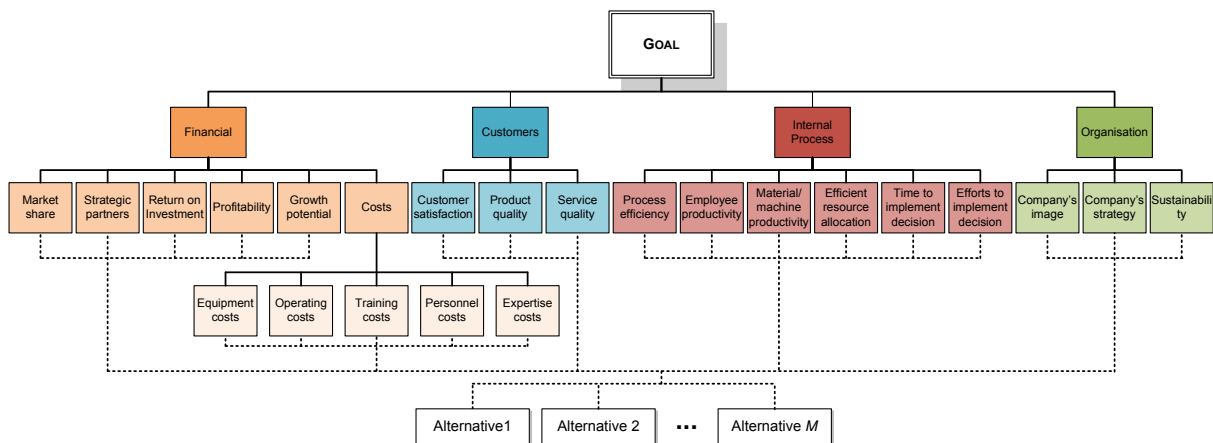 GOAL
Financial
Customers
Internal
Process
Organisation
Market
share
Strategic
partners
Return on
Investment
Profitability
Growth
potential
Costs
Customer
satisfaction
Product
quality
Service
quality
Process
efficiency
Employee
productivity
Material/
machine
productivity
Efficient
resource
allocation
Time to
implement
decision
Efforts to
implement
decision
Company's
image
Company's
strategy
Sustainabili
ty
Equipment
costs
Operating
costs
Training
costs
Personnel
costs
Expertise
costs
Alternative1
Alternative 2
...
Alternative M